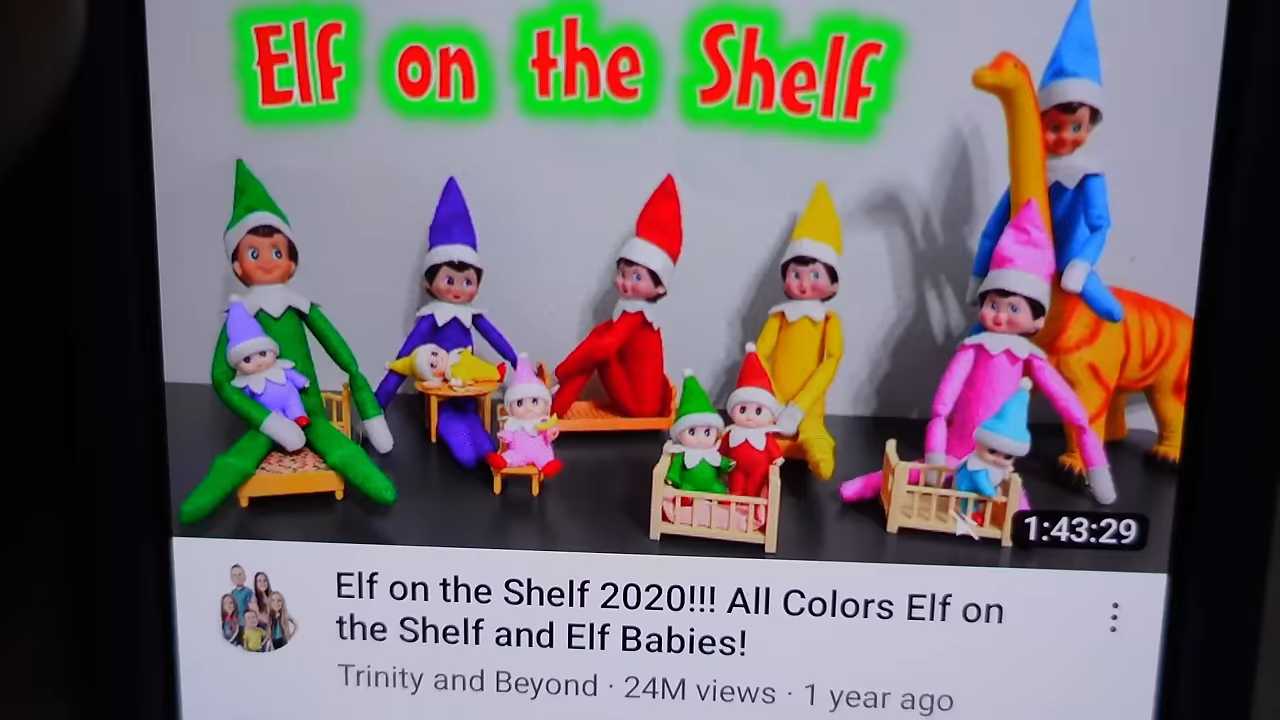 Elf on the Shelf
1:43:29
Elf on the Shelf 2020!!! All Colors Elf on
the Shelf and Elf Babies!
Trinity and Beyond · 24M views · 1 year ago